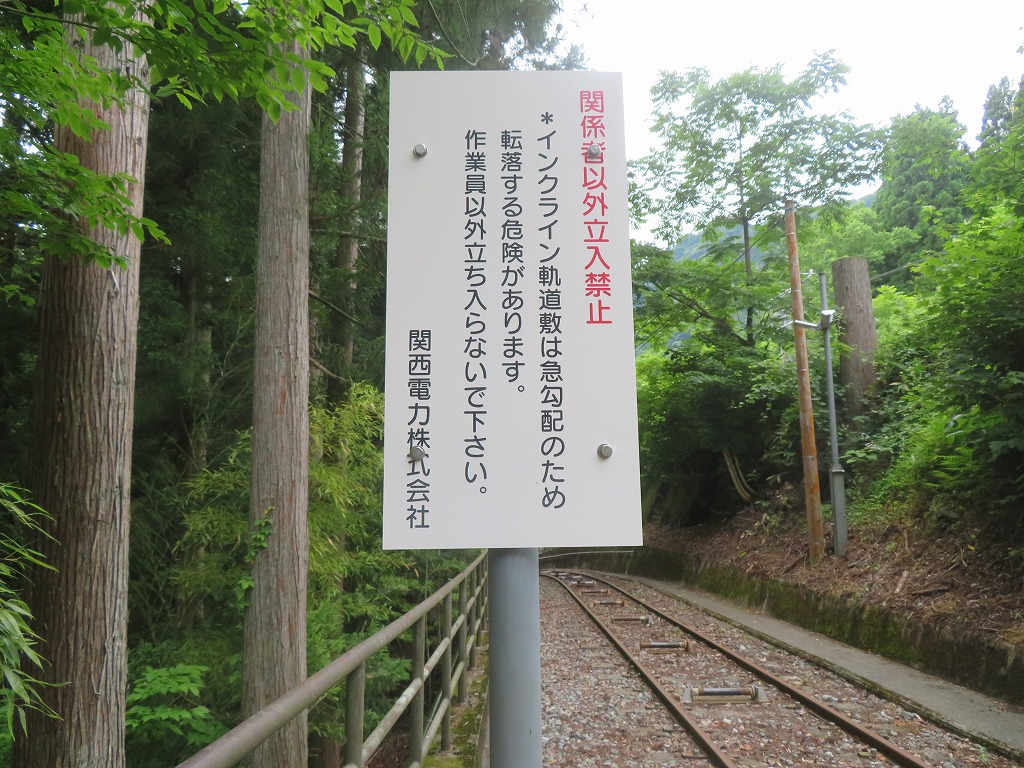 関係者以外立入禁止
*インクライン軌道敷は急勾配のため
転落する危険があります。
作業員以外立ち入らないで下さい。
関西電力株式会社